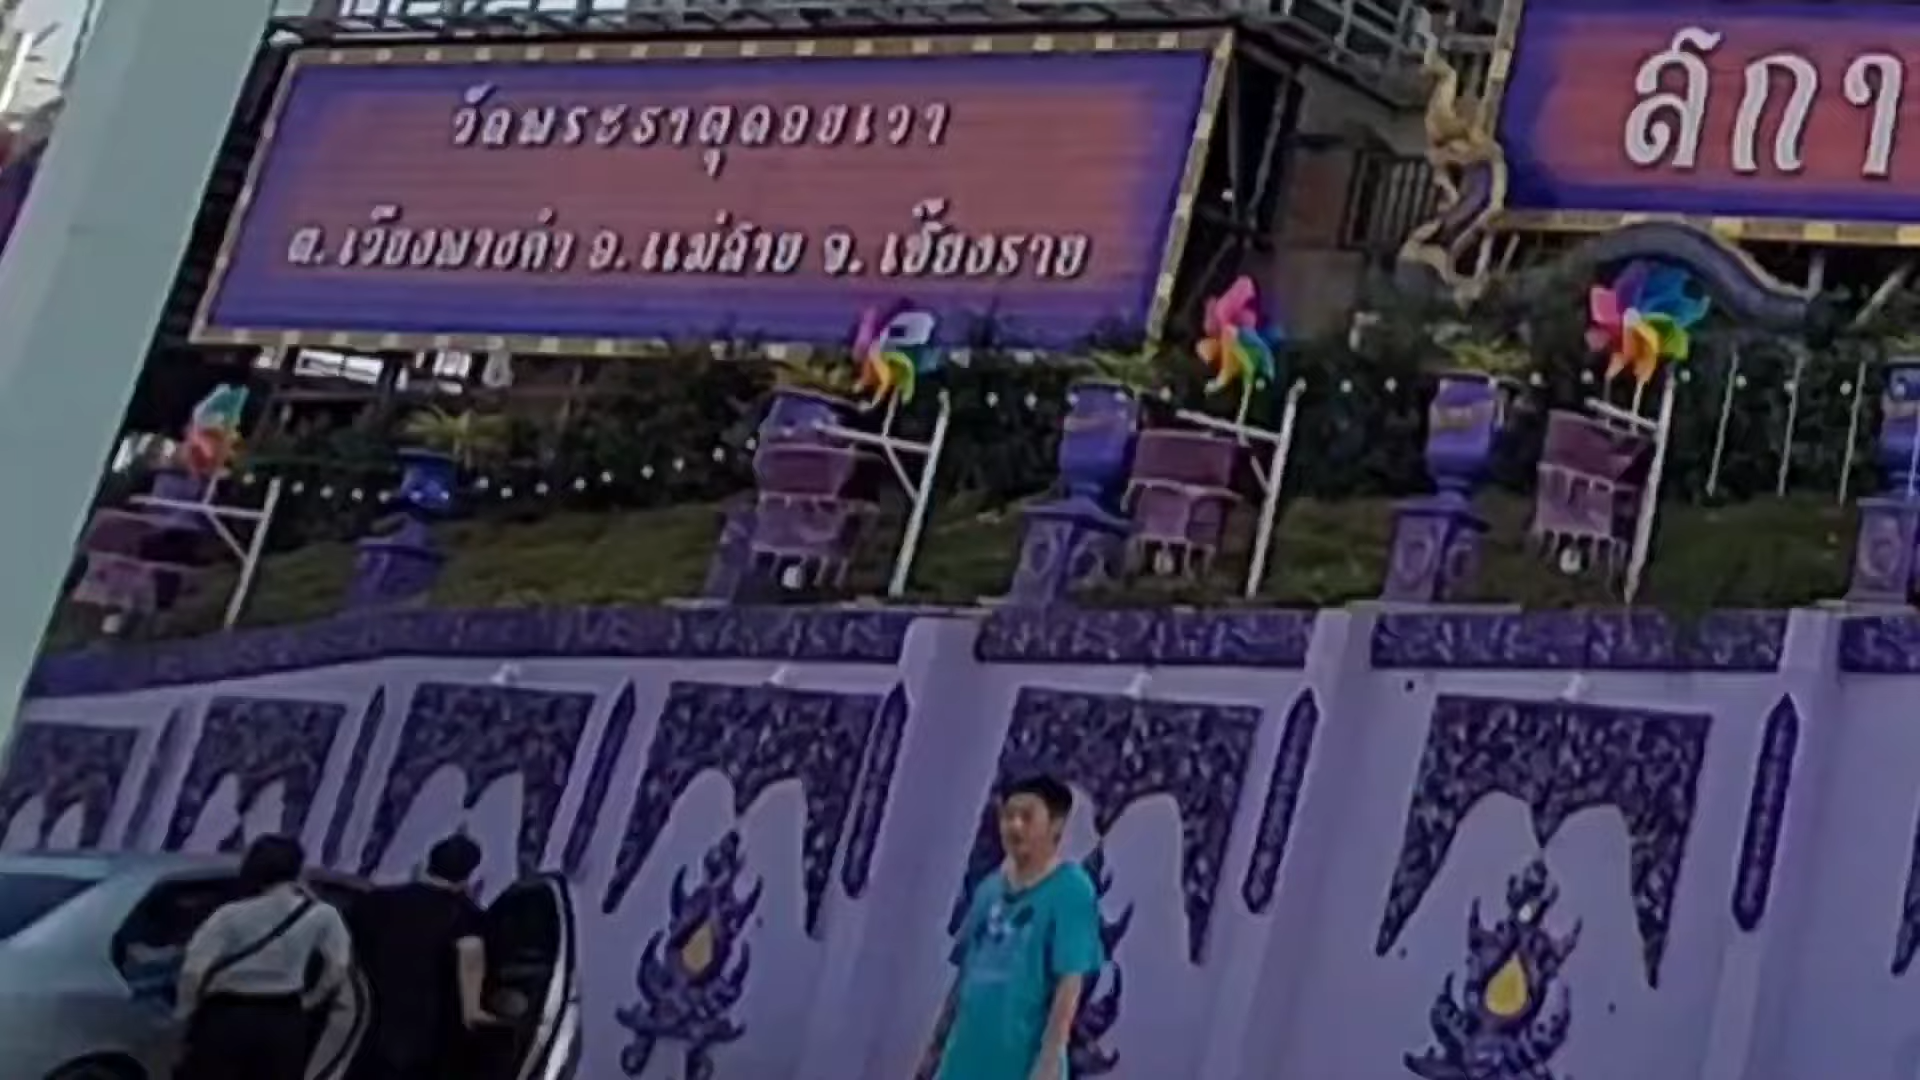 วัดพระธาตุดอยเวา
ต. เวียงพางคำ อ. แม่สาย จ. เชียงราย
ลีกา